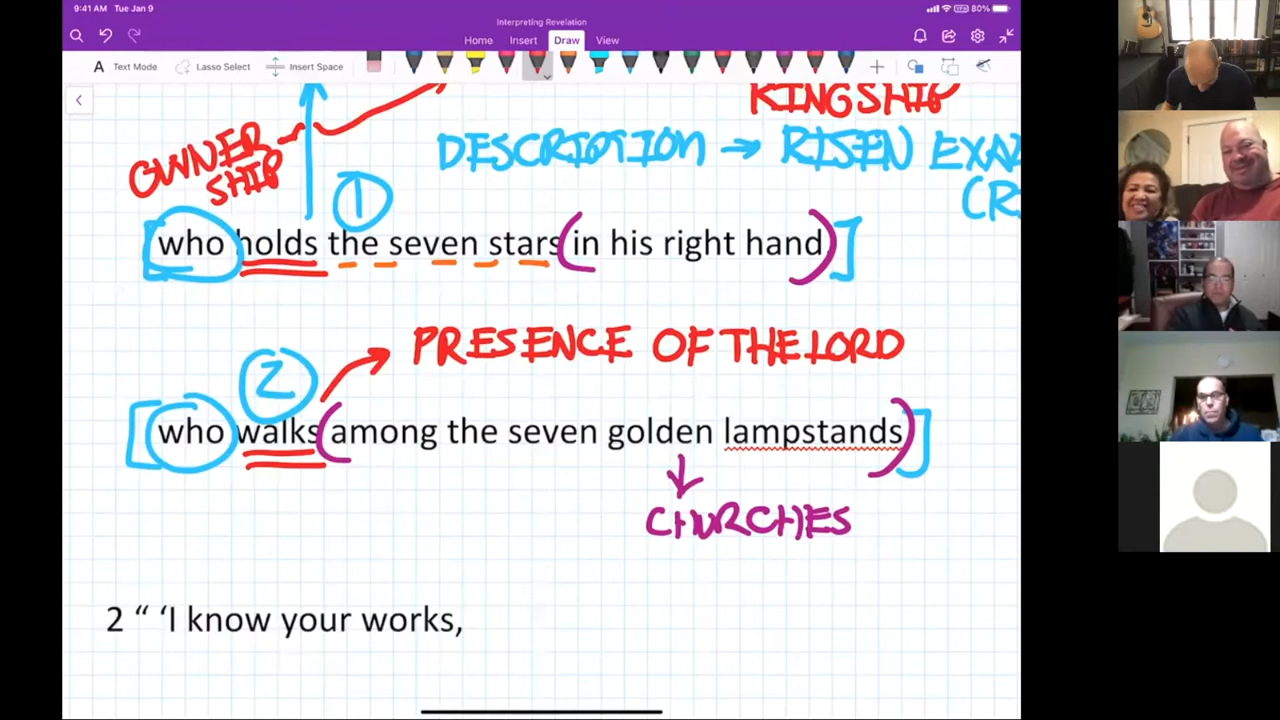 9:41 AM Tue Jan 9
80%
Interpreting Revelation
Home Insert Draw View
Text Mode Lasso Select Insert Space
KINGSHIP
OWNER
SHIP
DESCRIPTION → RISEN
1
who holds the seven stars (in his right hand)]
PRESENCE OF THE LORD
2
[who walks (among the seven golden lampstands)]
CHURCHES
2 “ ‘I know your works,